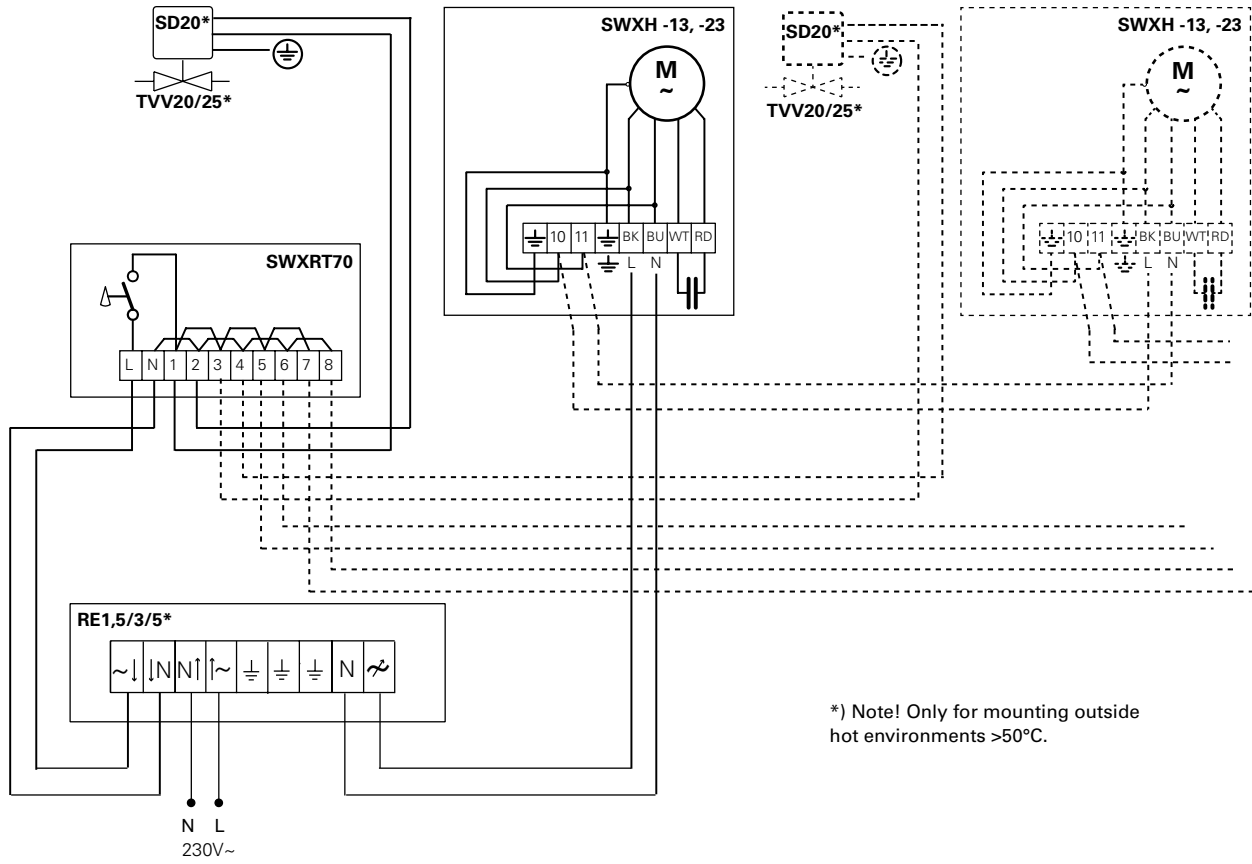 SD20*
TVV20/25*
SWXH -13, -23
M
~
10 11 BK BU WT RD
L N
SD20*
TVV20/25*
SWXH -13, -23
M
~
10 11 BK BU WT RD
L N
SWXRT70
L N 1 2 3 4 5 6 7 8
RE1,5/3/5*
~↓ ↓N N↑ ↑~ N ~
*) Note! Only for mounting outside
hot environments >50°C.
N L
230V~